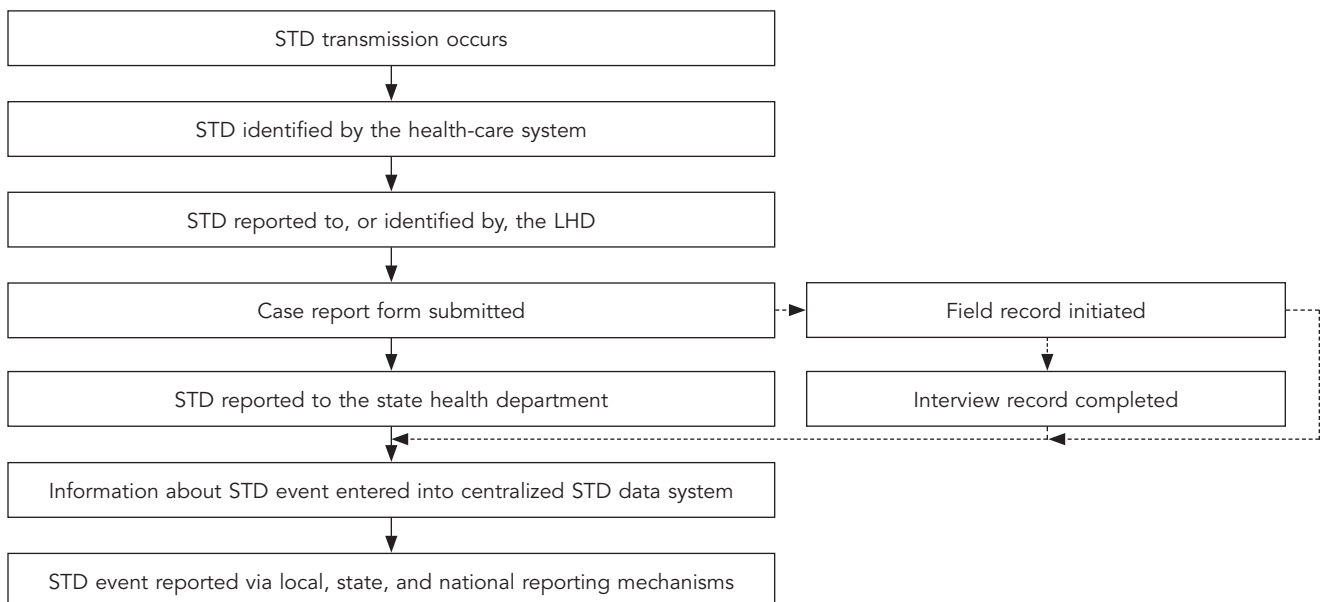 STD transmission occurs
STD identified by the health-care system
STD reported to, or identified by, the LHD
Case report form submitted
Field record initiated
STD reported to the state health department
Interview record completed
Information about STD event entered into centralized STD data system
STD event reported via local, state, and national reporting mechanisms